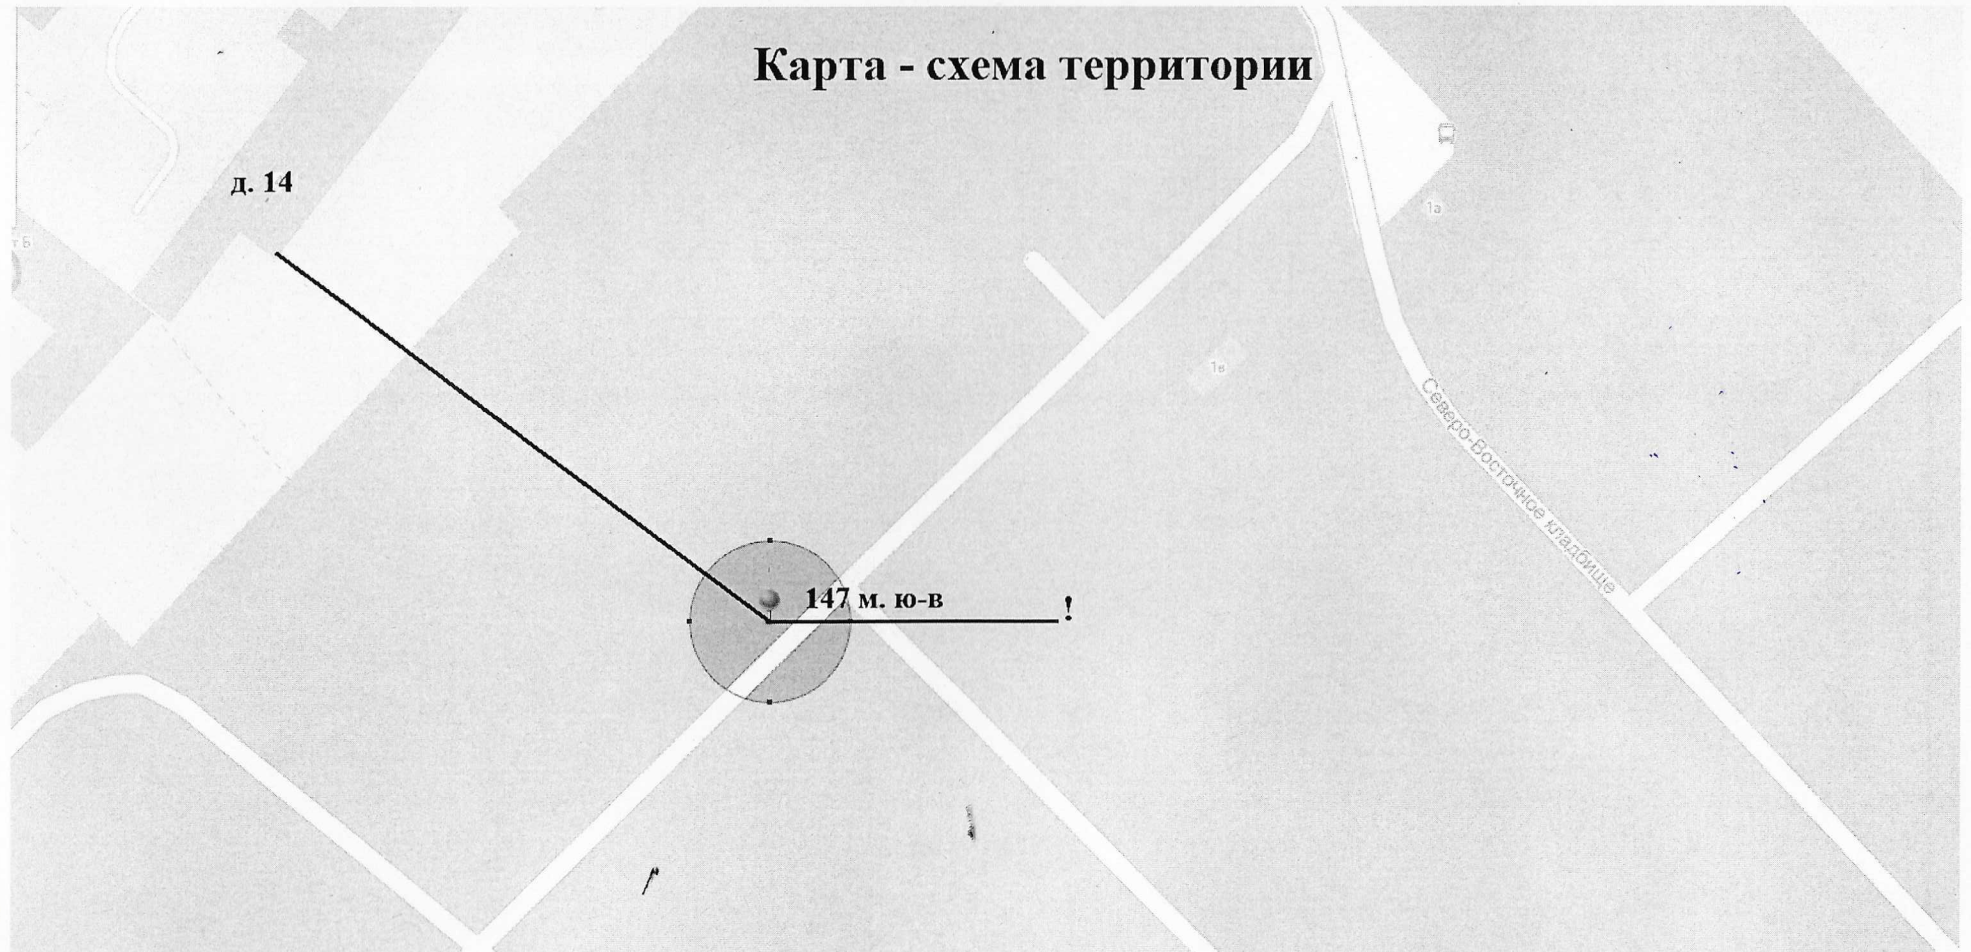 Карта - схема территории
д. 14
1а
1в
Северо-Восточное кладбище
147 м. ю-в
!